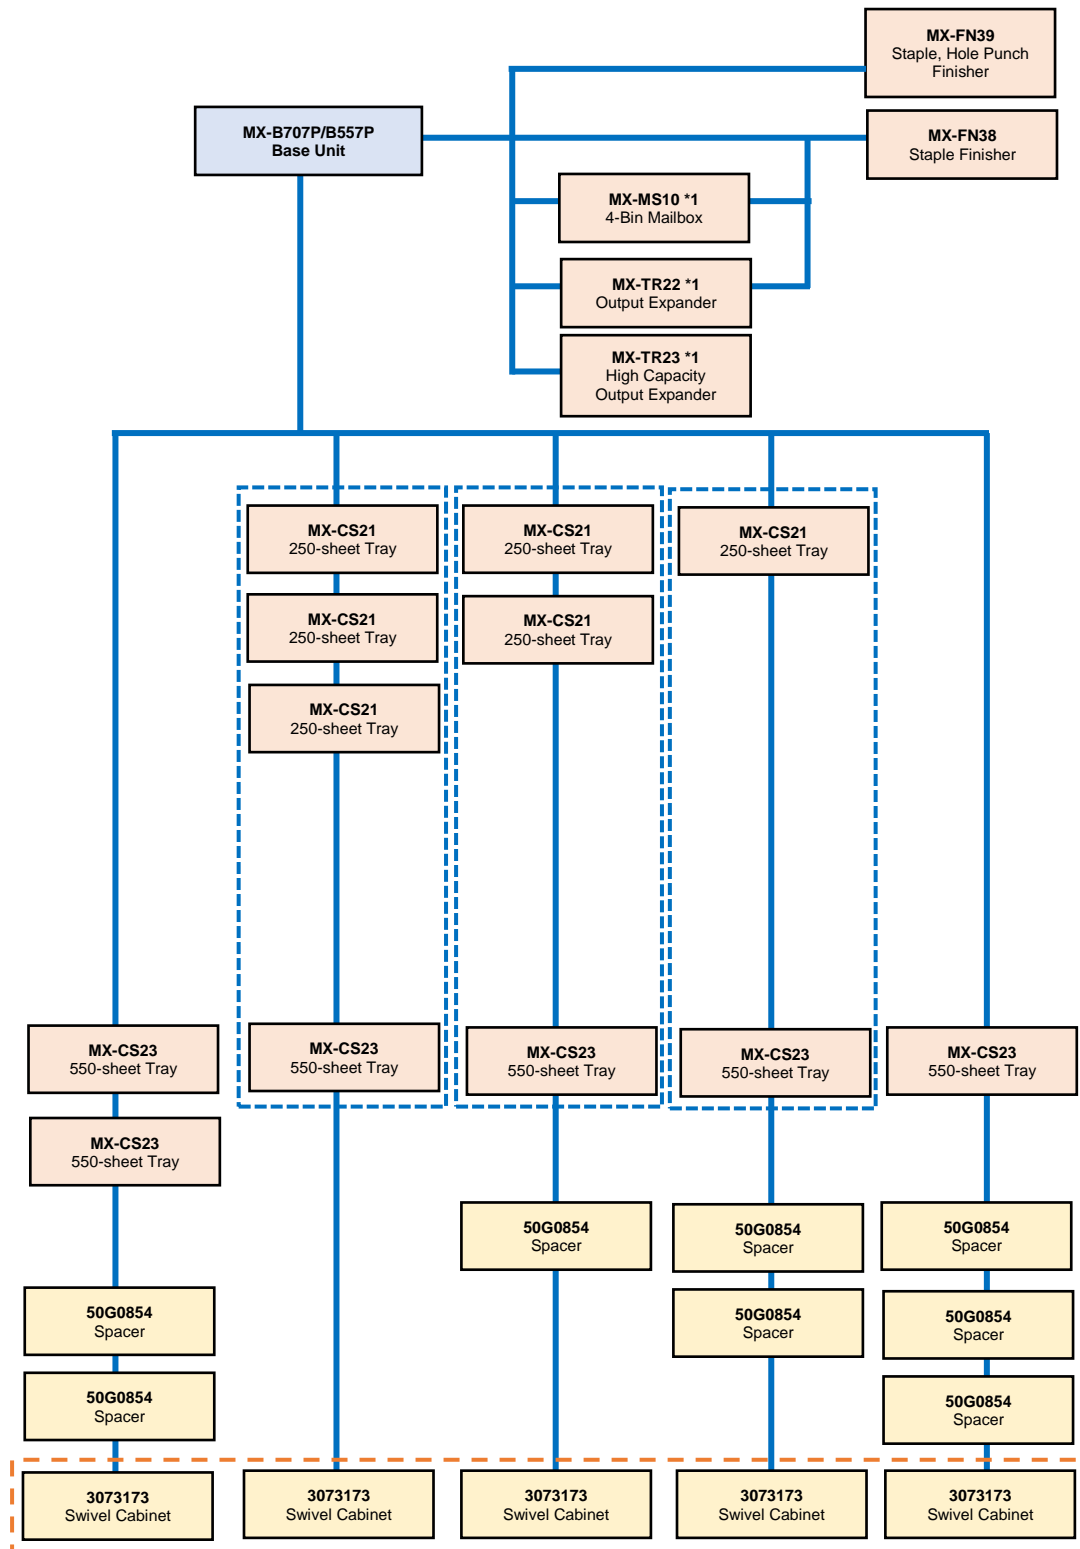 MX-FN39
Staple, Hole Punch
Finisher
MX-B707P/B557P
Base Unit
MX-FN38
Staple Finisher
MX-MS10 *1
4-Bin Mailbox
MX-TR22 *1
Output Expander
MX-TR23 *1
High Capacity
Output Expander
MX-CS21
250-sheet Tray
MX-CS21
250-sheet Tray
MX-CS21
250-sheet Tray
MX-CS21
250-sheet Tray
MX-CS21
250-sheet Tray
MX-CS21
250-sheet Tray
MX-CS23
550-sheet Tray
MX-CS23
550-sheet Tray
MX-CS23
550-sheet Tray
MX-CS23
550-sheet Tray
MX-CS23
550-sheet Tray
MX-CS23
550-sheet Tray
50G0854
Spacer
50G0854
Spacer
50G0854
Spacer
50G0854
Spacer
50G0854
Spacer
50G0854
Spacer
50G0854
Spacer
50G0854
Spacer
3073173
Swivel Cabinet
3073173
Swivel Cabinet
3073173
Swivel Cabinet
3073173
Swivel Cabinet
3073173
Swivel Cabinet